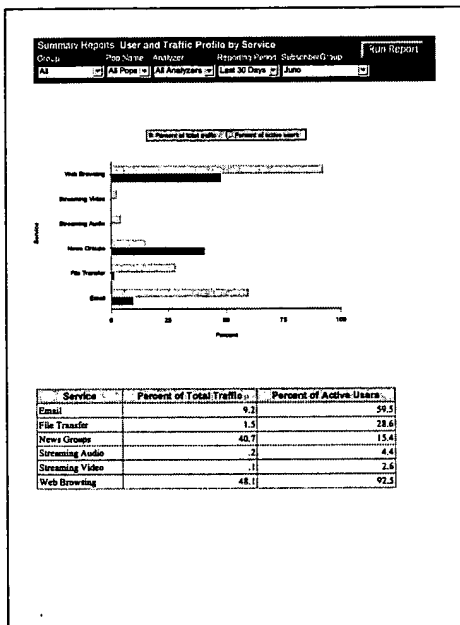 Summary Reports User and Traffic Profile by Service
Run Report
Group Pop Name Analyzer Reporting Period SubscriberGroup
All All Pops All Analyzers Last 30 Days Juno
Percent of total traffic Percent of active users
Web Browsing
Streaming Video
Streaming Audio
News Groups
File Transfer
Email
Service
0 25 50 75 100
Percent
Service Percent of Total Traffic Percent of Active Users
Email 9.2 59.5
File Transfer 1.5 28.6
News Groups 40.7 15.4
Streaming Audio .2 4.4
Streaming Video .1 2.6
Web Browsing 48.1 92.5